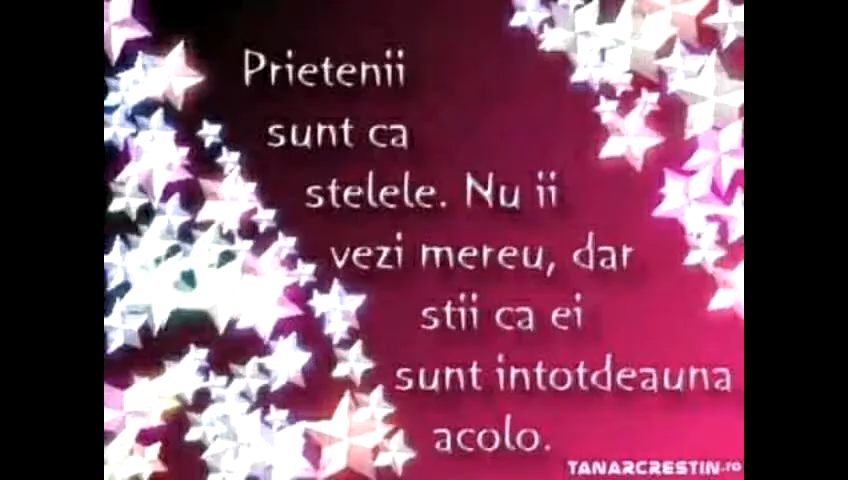 Prietenii
sunt ca
stelele. Nu ii
vezi mereu, dar
stii ca ei
sunt intotdeauna
acolo.
TANARCRESTIN.ro